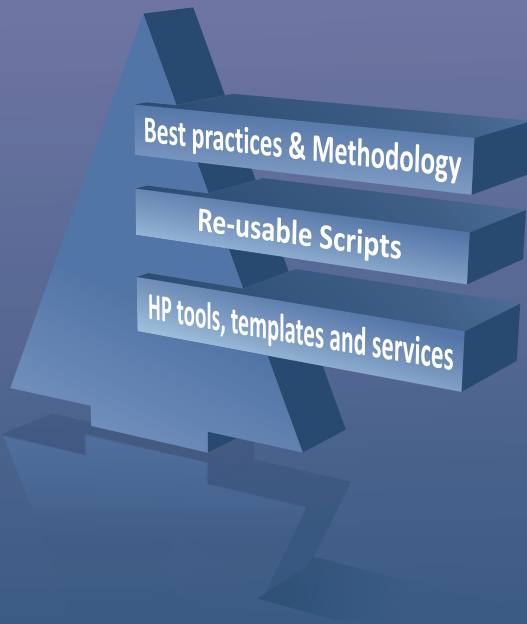 Best practices & Methodology
Re-usable Scripts
HP tools, templates and services